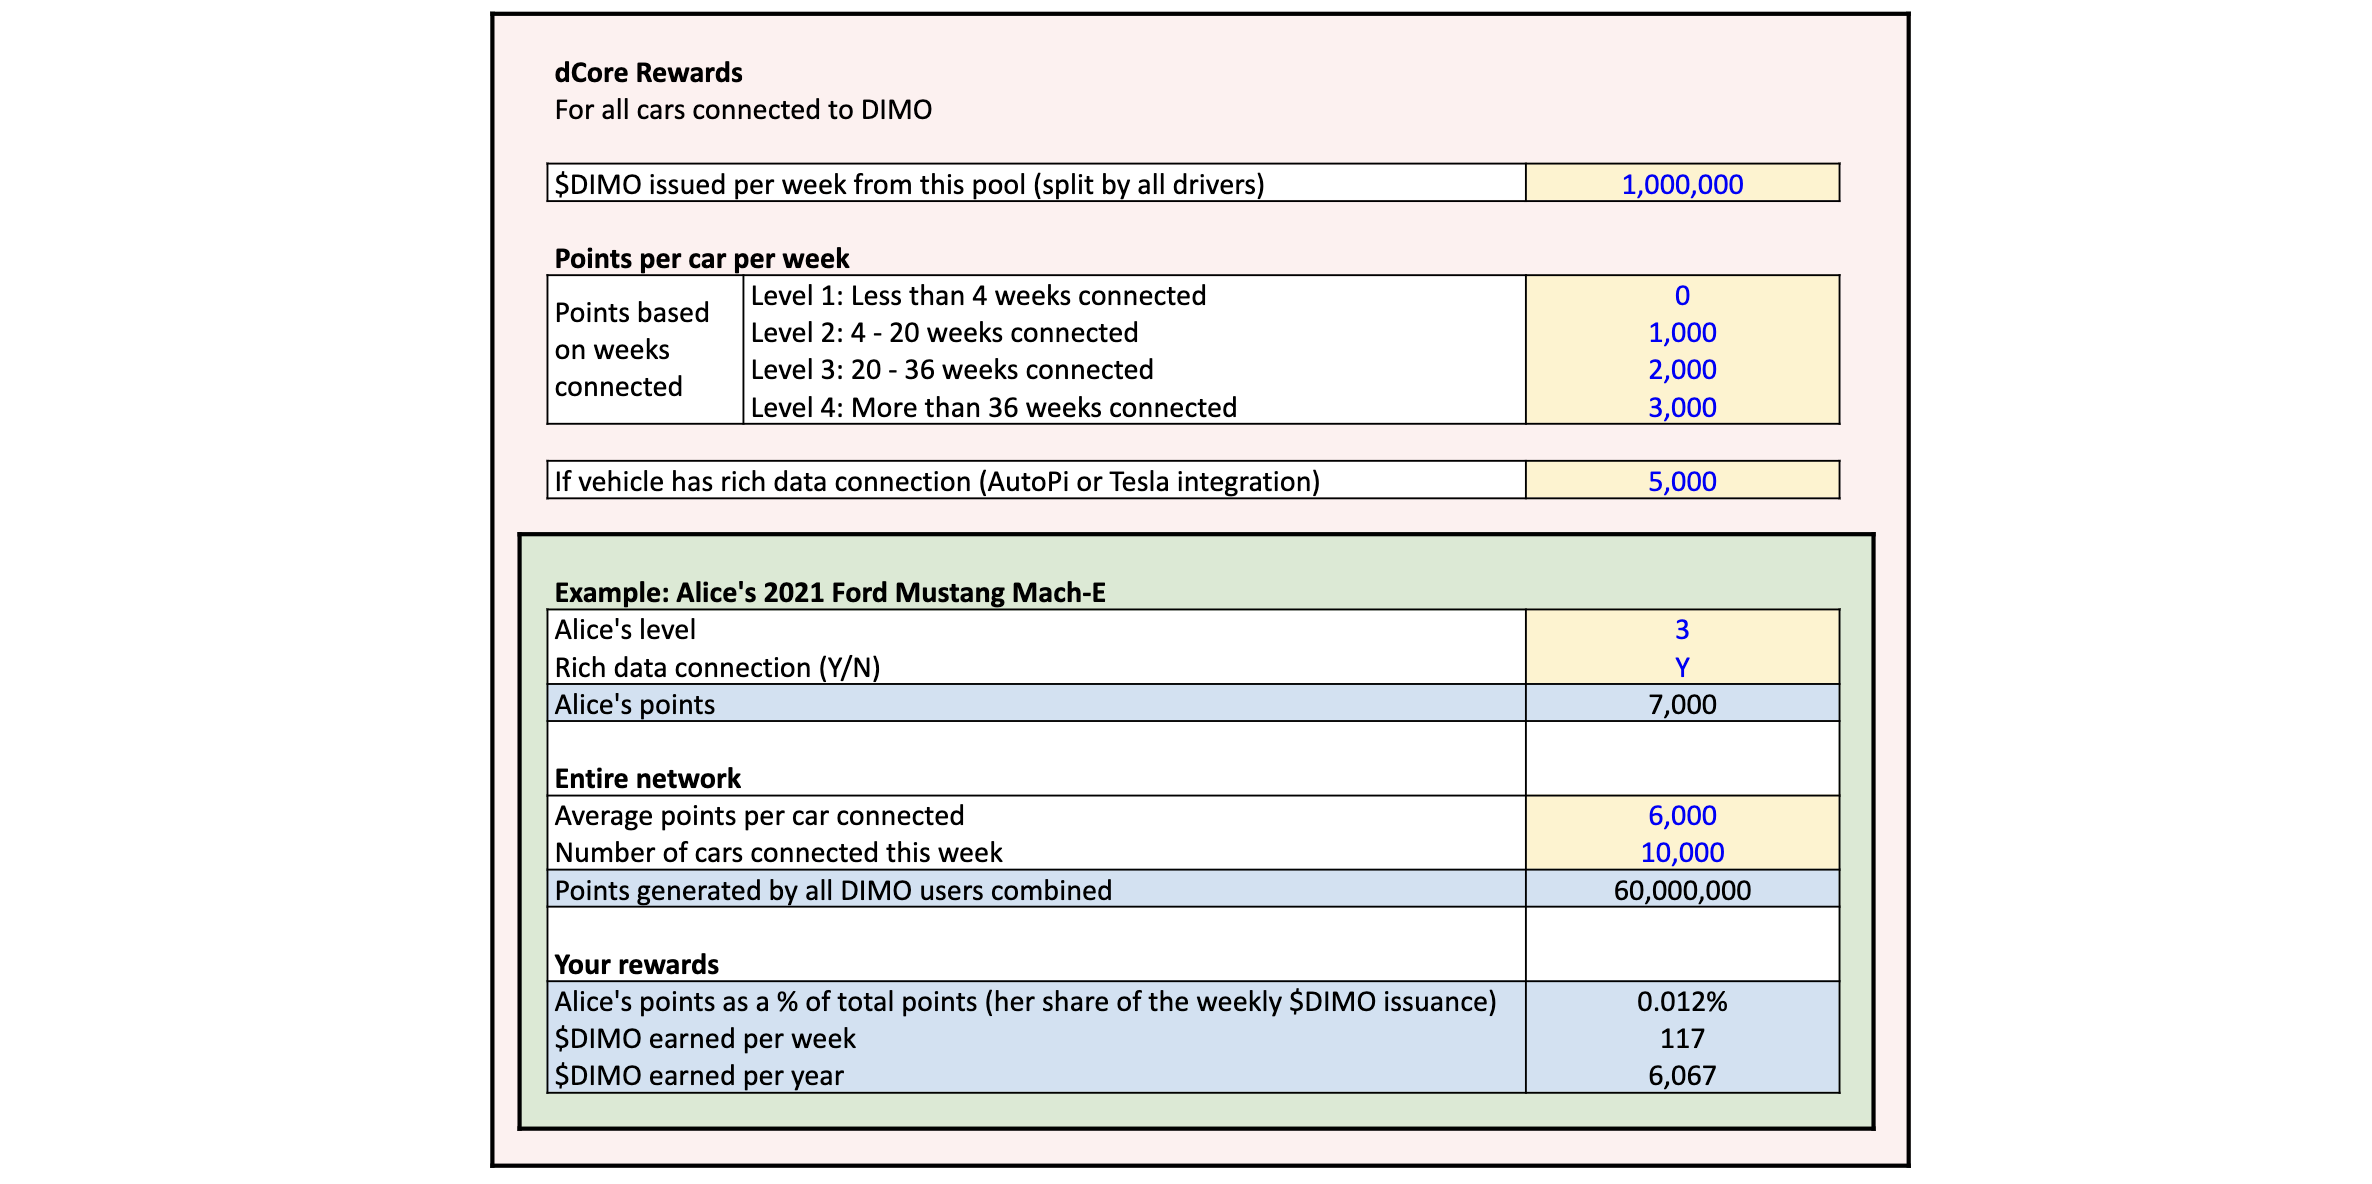 dCore Rewards
For all cars connected to DIMO
$DIMO issued per week from this pool (split by all drivers) 1,000,000
Points per car per week
Points based
on weeks
connected
Level 1: Less than 4 weeks connected 0
Level 2: 4 - 20 weeks connected 1,000
Level 3: 20 - 36 weeks connected 2,000
Level 4: More than 36 weeks connected 3,000
If vehicle has rich data connection (AutoPi or Tesla integration) 5,000
Example: Alice's 2021 Ford Mustang Mach-E
Alice's level 3
Rich data connection (Y/N) Y
Alice's points 7,000
Entire network
Average points per car connected 6,000
Number of cars connected this week 10,000
Points generated by all DIMO users combined 60,000,000
Your rewards
Alice's points as a % of total points (her share of the weekly $DIMO issuance) 0.012%
$DIMO earned per week 117
$DIMO earned per year 6,067